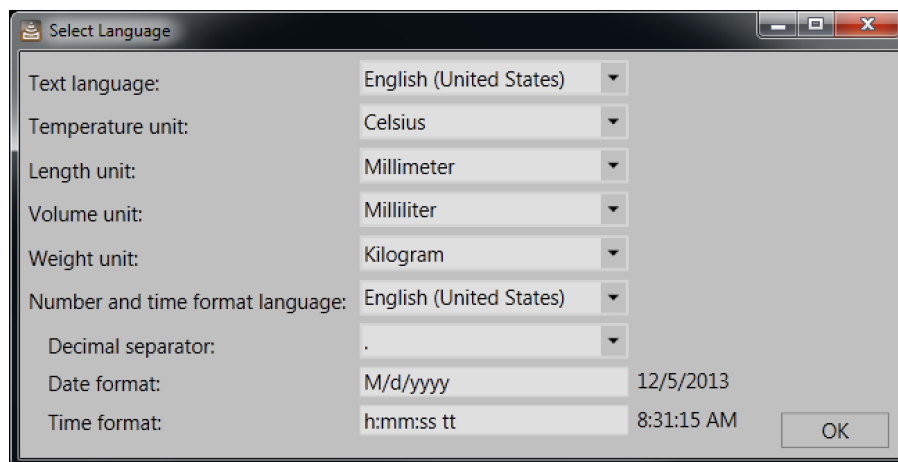 Select Language
Text language: English (United States)
Temperature unit: Celsius
Length unit: Millimeter
Volume unit: Milliliter
Weight unit: Kilogram
Number and time format language: English (United States)
Decimal separator: .
Date format: M/d/yyyy 12/5/2013
Time format: h:mm:ss tt 8:31:15 AM
OK